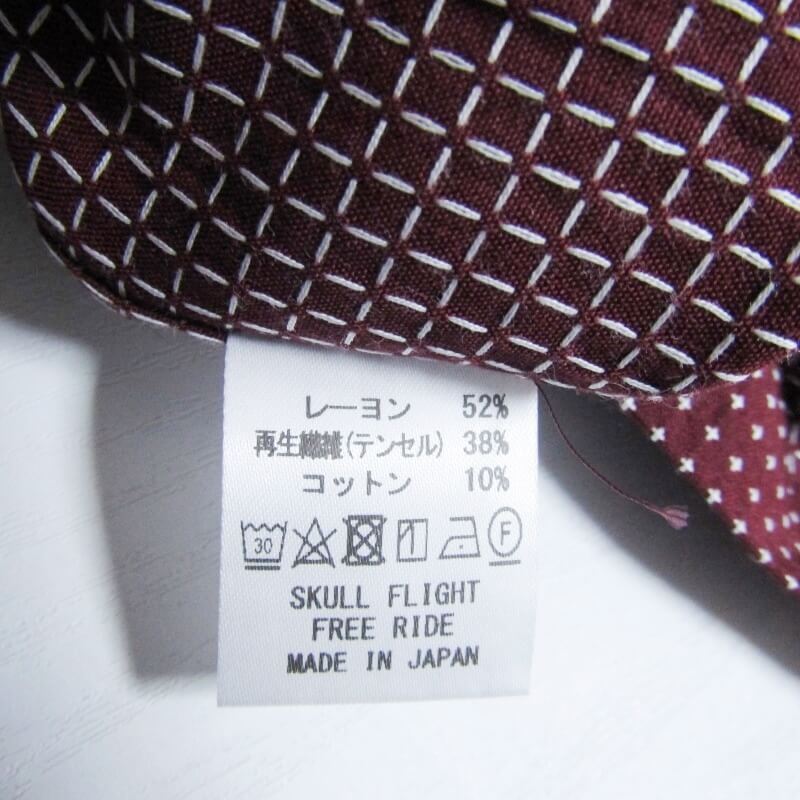 レーヨン 52%
再生繊維(テンセル) 38%
コットン 10%
30 F
SKULL FLIGHT
FREE RIDE
MADE IN JAPAN